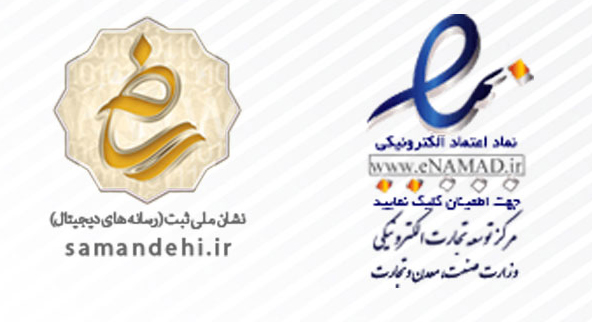 نماد اعتماد الکترونیکی
www.eNAMAD.ir
جهت اطمینان کلیک نمایید
مرکز توسعه تجارت الکترونیکی
وزارت صنعت، معدن و تجارت
نشان ملی ثبت (رسانه های دیجیتال)
samandehi.ir